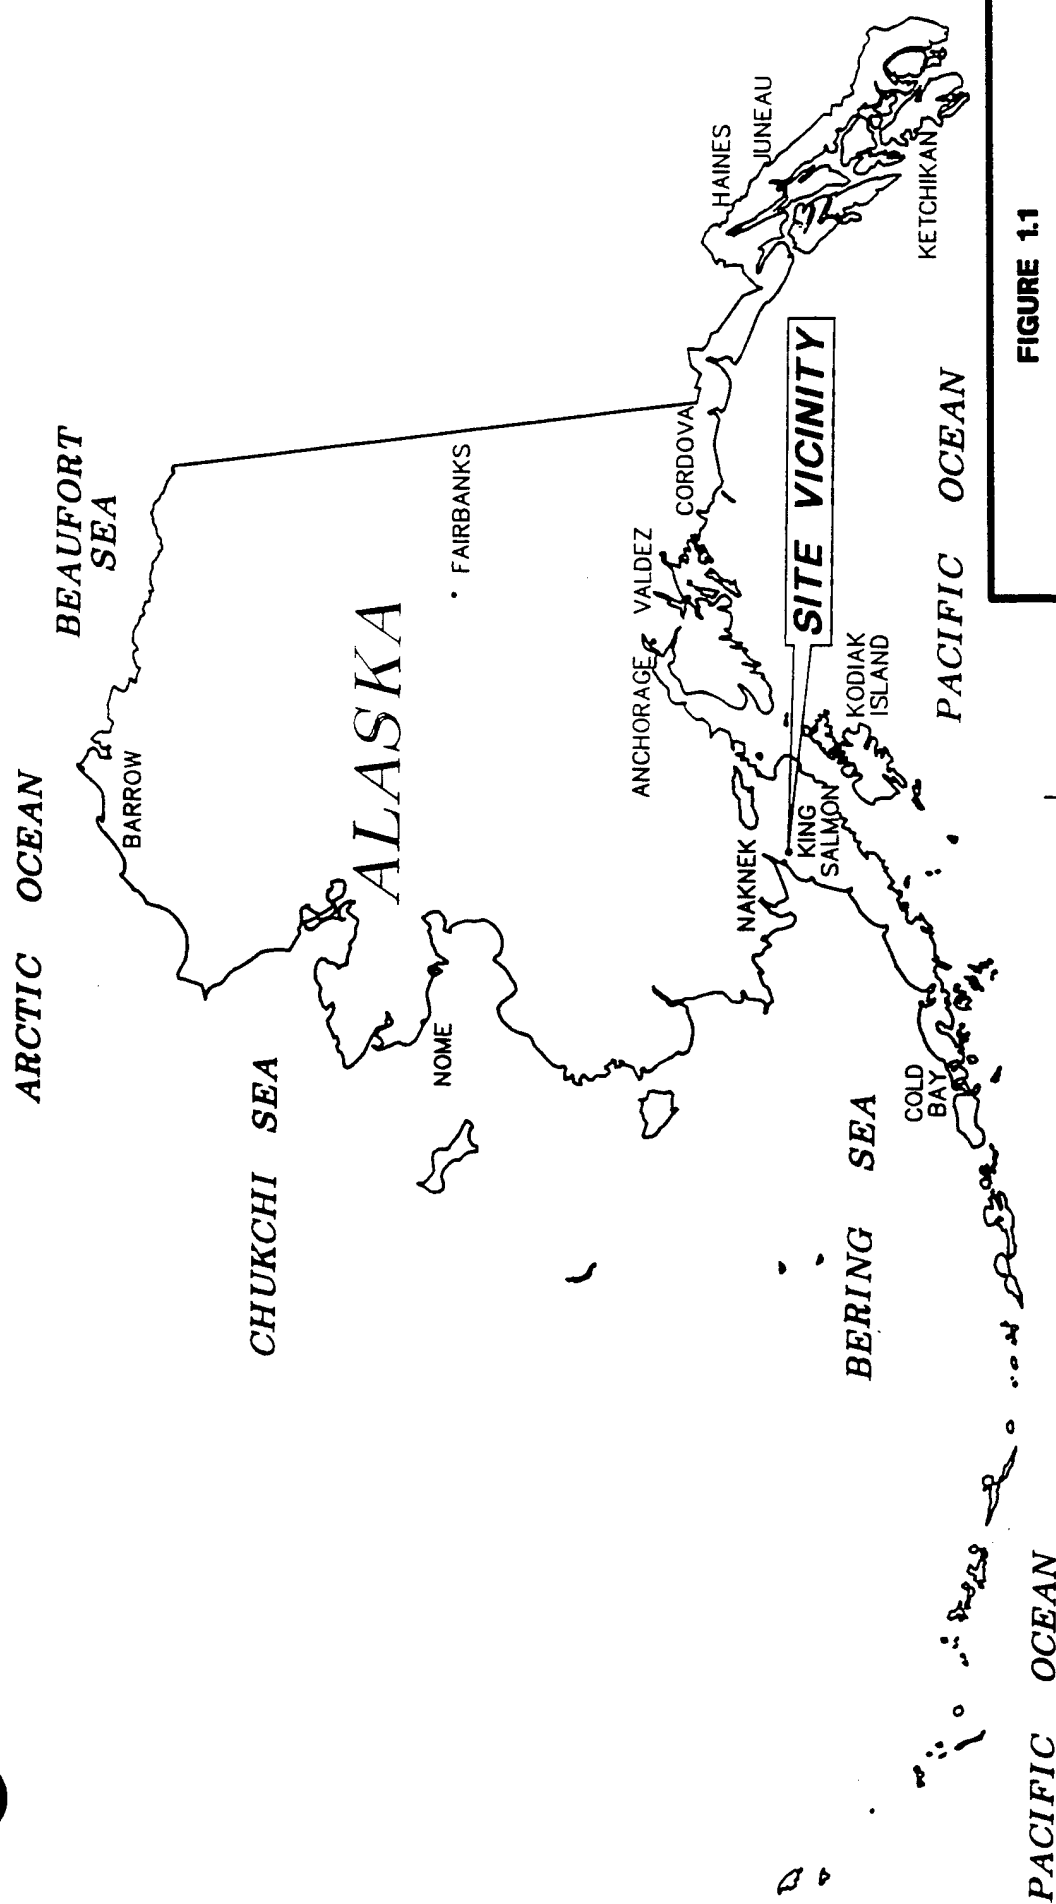 ARCTIC OCEAN
BEAUFORT
SEA
BARROW
CHUKCHI SEA
ALASKA
FAIRBANKS
NOME
ANCHORAGE
VALDEZ
CORDOVA
HAINES
JUNEAU
KETCHIKAN
NAKNEK
KING
SALMON
SITE VICINITY
KODIAK
ISLAND
COLD
BAY
BERING SEA
PACIFIC OCEAN
PACIFIC OCEAN
FIGURE 1.1